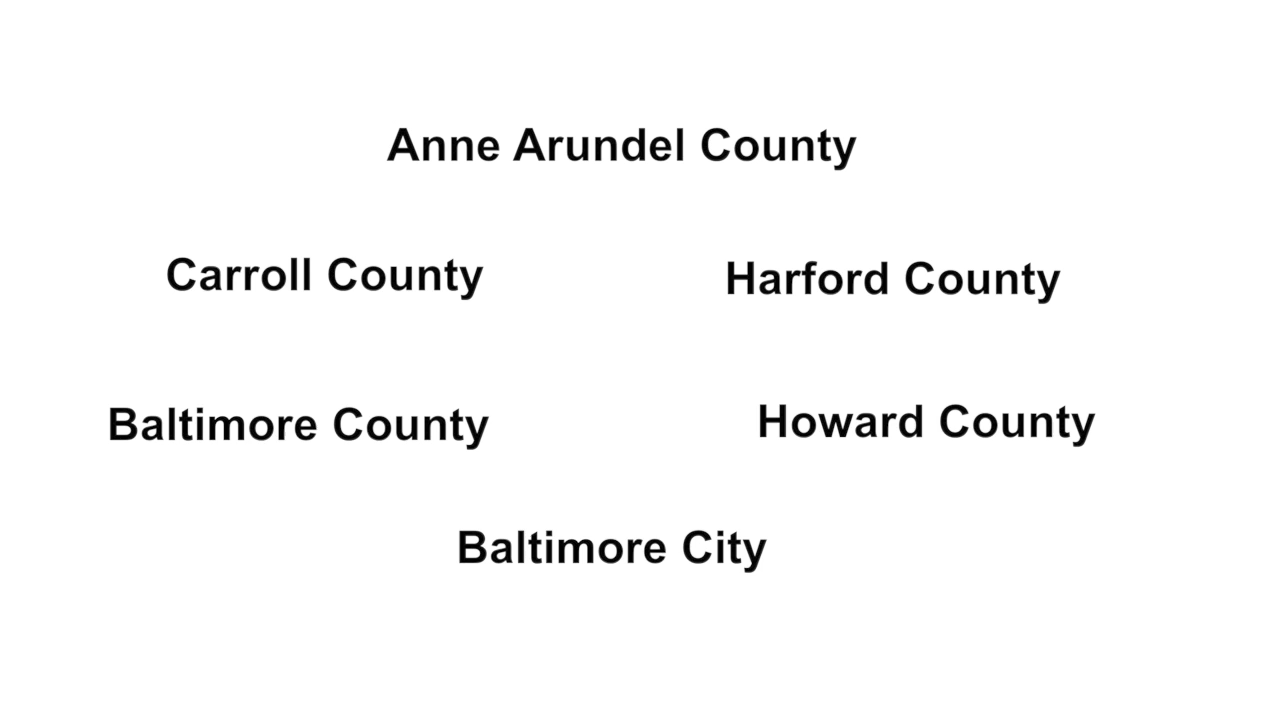 Anne Arundel County
Carroll County
Harford County
Baltimore County
Howard County
Baltimore City